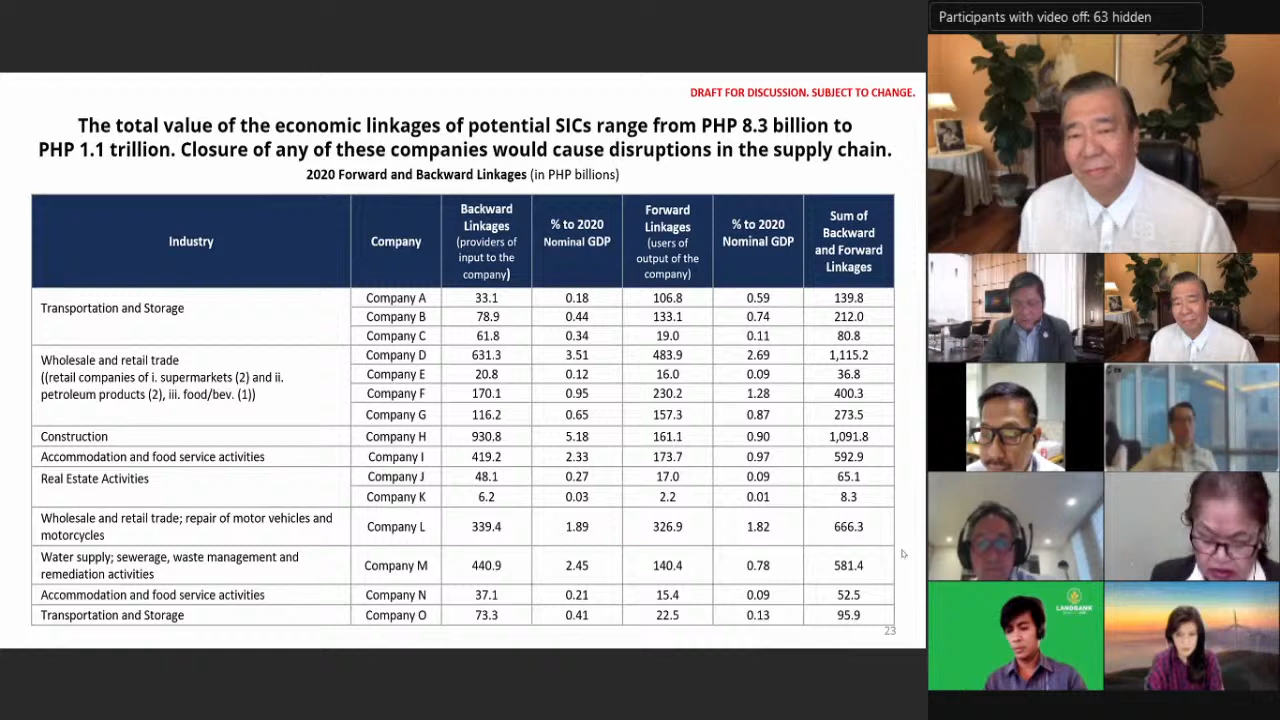 Participants with video off: 63 hidden
DRAFT FOR DISCUSSION. SUBJECT TO CHANGE.
The total value of the economic linkages of potential SICs range from PHP 8.3 billion to
PHP 1.1 trillion. Closure of any of these companies would cause disruptions in the supply chain.
2020 Forward and Backward Linkages (in PHP billions)
Industry
Company
Backward
Linkages
(providers of
input to the
company)
% to 2020
Nominal GDP
Forward
Linkages
(users of
output of the
company)
% to 2020
Nominal GDP
Sum of
Backward
and Forward
Linkages
Transportation and Storage
Company A 33.1 0.18 106.8 0.59 139.8
Company B 78.9 0.44 133.1 0.74 212.0
Company C 61.8 0.34 19.0 0.11 80.8
Wholesale and retail trade
((retail companies of i. supermarkets (2) and ii.
petroleum products (2), iii. food/bev. (1))
Company D 631.3 3.51 483.9 2.69 1,115.2
Company E 20.8 0.12 16.0 0.09 36.8
Company F 170.1 0.95 230.2 1.28 400.3
Company G 116.2 0.65 157.3 0.87 273.5
Construction Company H 930.8 5.18 161.1 0.90 1,091.8
Accommodation and food service activities Company I 419.2 2.33 173.7 0.97 592.9
Real Estate Activities Company J 48.1 0.27 17.0 0.09 65.1
Company K 6.2 0.03 2.2 0.01 8.3
Wholesale and retail trade; repair of motor vehicles and
motorcycles
Company L 339.4 1.89 326.9 1.82 666.3
Water supply; sewerage, waste management and
remediation activities
Company M 440.9 2.45 140.4 0.78 581.4
Accommodation and food service activities Company N 37.1 0.21 15.4 0.09 52.5
Transportation and Storage Company O 73.3 0.41 22.5 0.13 95.9
23
LANDBANK